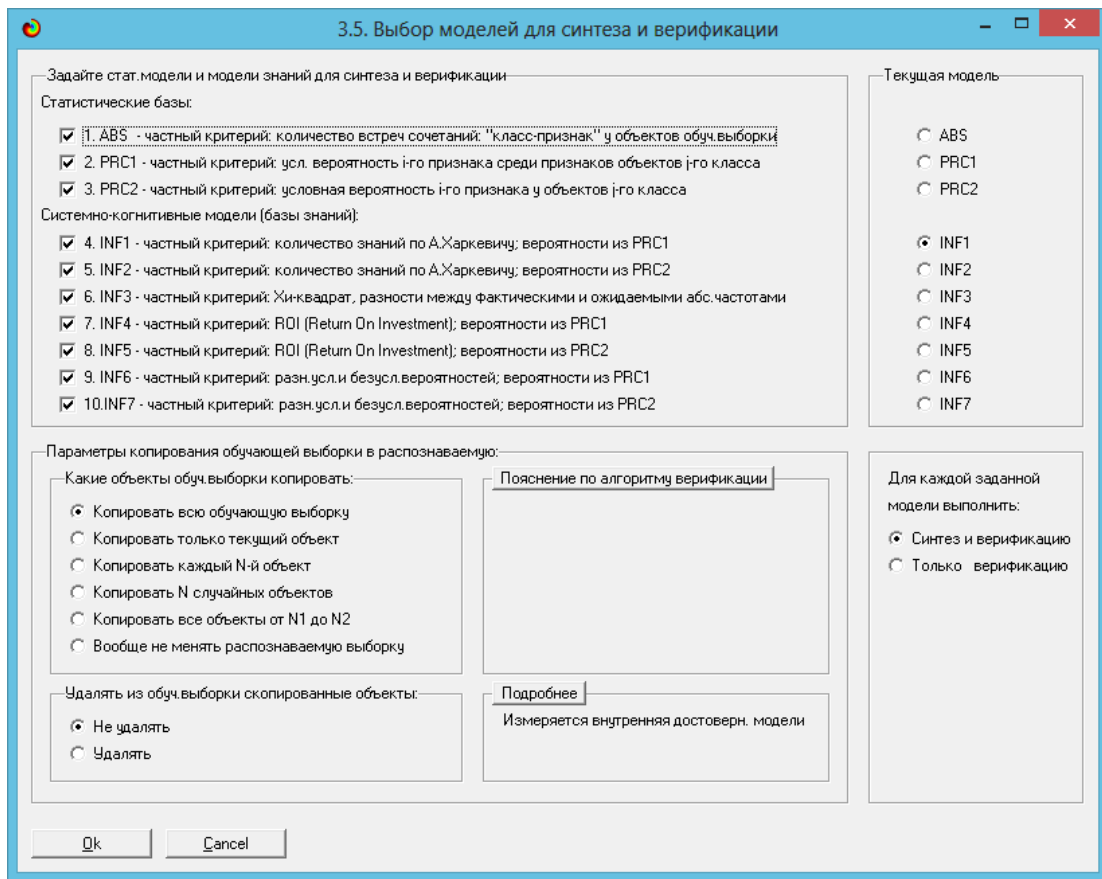 3.5. Выбор моделей для синтеза и верификации
Задайте стат.модели и модели знаний для синтеза и верификации
Статистические базы:
1. ABS - частный критерий: количество встреч сочетаний: "класс-признак" у объектов обуч.выборки
2. PRC1 - частный критерий: усл. вероятность i-го признака среди признаков объектов j-го класса
3. PRC2 - частный критерий: условная вероятность i-го признака у объектов j-го класса
Системно-когнитивные модели (базы знаний):
4. INF1 - частный критерий: количество знаний по А.Харкевичу; вероятности из PRC1
5. INF2 - частный критерий: количество знаний по А.Харкевичу; вероятности из PRC2
6. INF3 - частный критерий: Хи-квадрат, разности между фактическими и ожидаемыми абс.частотами
7. INF4 - частный критерий: ROI (Return On Investment); вероятности из PRC1
8. INF5 - частный критерий: ROI (Return On Investment); вероятности из PRC2
9. INF6 - частный критерий: разн.усл.и безусл.вероятностей; вероятности из PRC1
10.INF7 - частный критерий: разн.усл.и безусл.вероятностей; вероятности из PRC2
Текущая модель
ABS
PRC1
PRC2
INF1
INF2
INF3
INF4
INF5
INF6
INF7
Параметры копирования обучающей выборки в распознаваемую:
Какие объекты обуч.выборки копировать:
Копировать всю обучающую выборку
Копировать только текущий объект
Копировать каждый N-й объект
Копировать N случайных объектов
Копировать все объекты от N1 до N2
Вообще не менять распознаваемую выборку
Пояснение по алгоритму верификации
Удалять из обуч.выборки скопированные объекты:
Не удалять
Удалять
Подробнее
Измеряется внутренняя достоверн. модели
Для каждой заданной
модели выполнить:
Синтез и верификацию
Только верификацию
Ok
Cancel